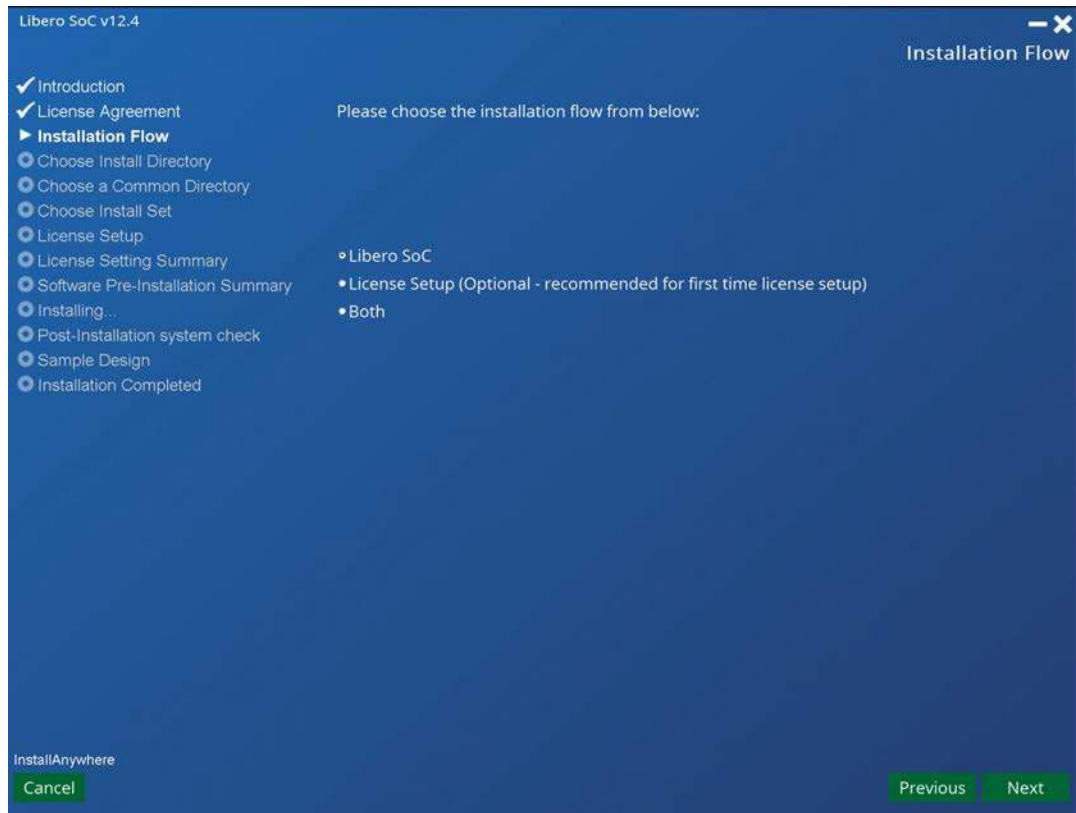 Libero SoC v12.4
Installation Flow
Introduction
License Agreement
Installation Flow
Choose Install Directory
Choose a Common Directory
Choose Install Set
License Setup
License Setting Summary
Software Pre-Installation Summary
Installing...
Post-Installation system check
Sample Design
Installation Completed
Please choose the installation flow from below:
Libero SoC
License Setup (Optional - recommended for first time license setup)
Both
InstallAnywhere
Cancel
Previous Next